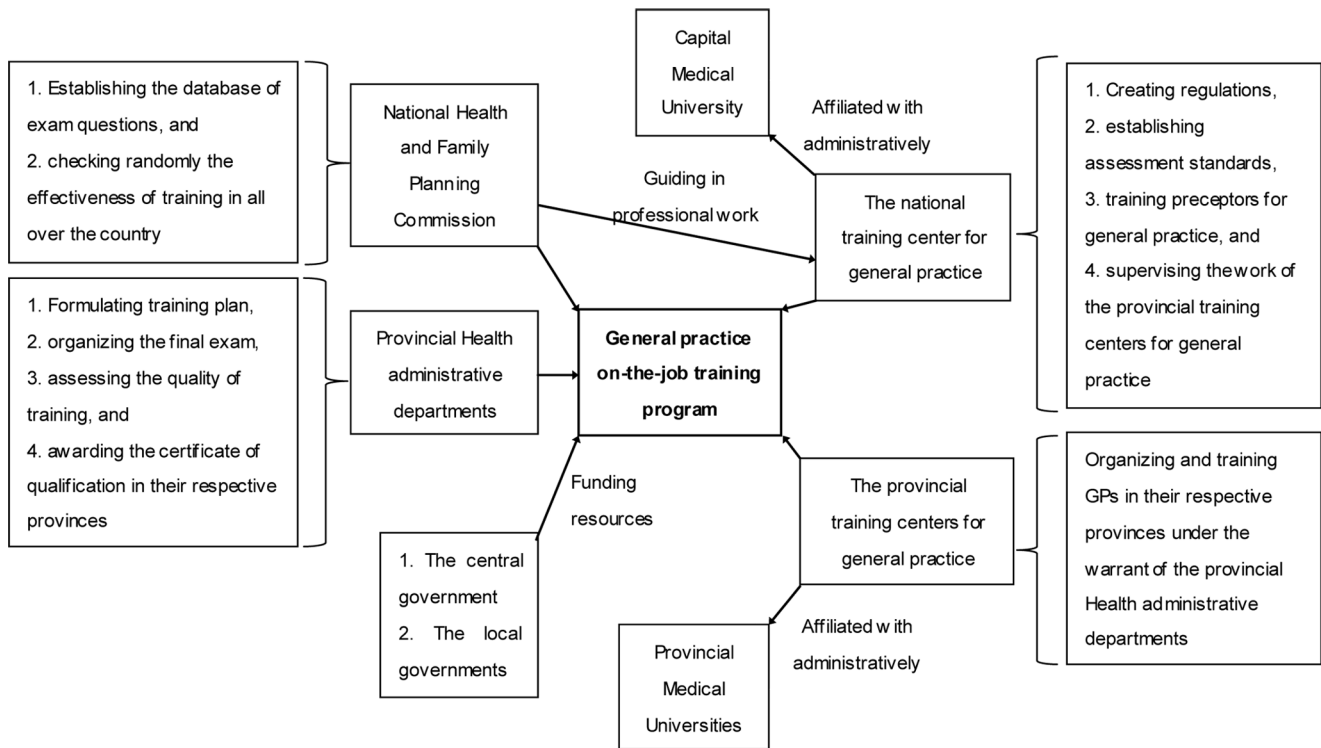 1. Establishing the database of
exam questions, and
2. checking randomly the
effectiveness of training in all
over the country
National Health
and Family
Planning
Commission
Capital
Medical
University
Affiliated with
administratively
Guiding in
professional work
The national
training center for
general practice
1. Creating regulations,
2. establishing
assessment standards,
3. training preceptors for
general practice, and
4. supervising the work of
the provincial training
centers for general
practice
1. Formulating training plan,
2. organizing the final exam,
3. assessing the quality of
training, and
4. awarding the certificate of
qualification in their respective
provinces
Provincial Health
administrative
departments
General practice
on-the-job training
program
Funding
resources
1. The central
government
2. The local
governments
The provincial
training centers for
general practice
Organizing and training
GPs in their respective
provinces under the
warrant of the provincial
Health administrative
departments
Affiliated with
administratively
Provincial
Medical
Universities